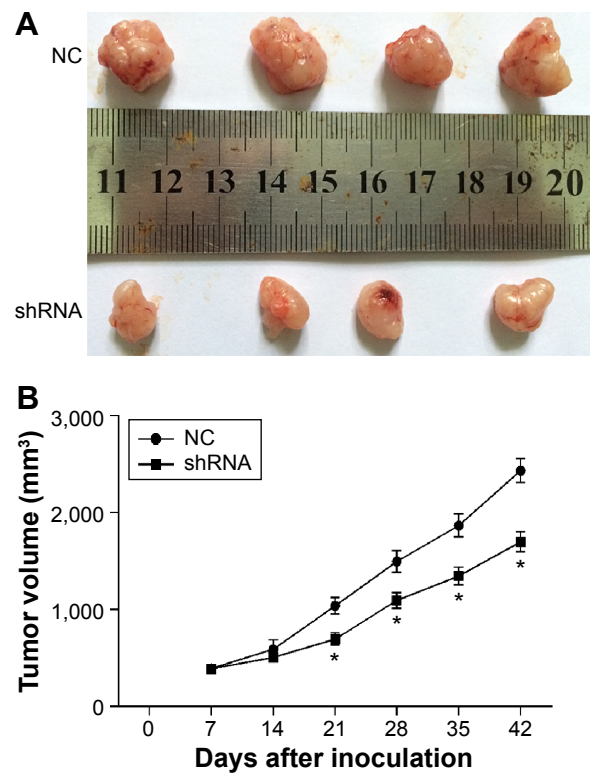 A
NC
11 12 13 14 15 16 17 18 19 20
shRNA
B
3,000
2,000
1,000
0
Tumor volume (mm³)
NC
shRNA
*
*
*
*
0 7 14 21 28 35 42
Days after inoculation